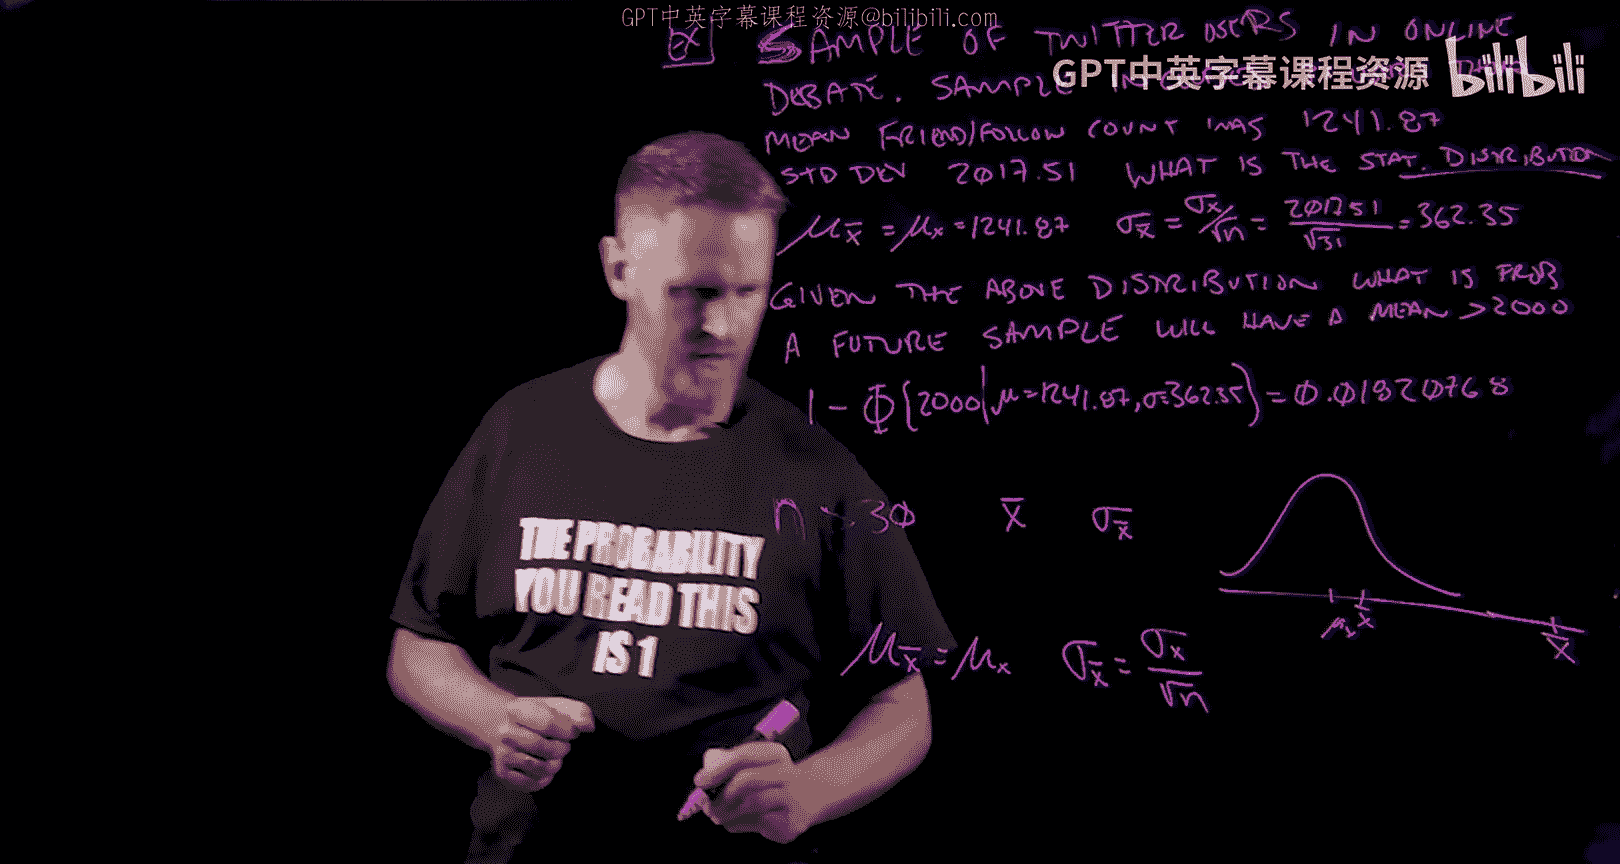 GPT中英字幕课程资源@bilibili.com
EX SAMPLE OF TWITTER USERS IN ONLINE
GPT中英字幕课程资源 bilibili
DEBATE. SAMPLE
MEAN FRIEND/FOLLOW COUNT WAS 1241.87
STD DEV 2017.51 WHAT IS THE STAT. DISTRIBUTION
μx̄ = μx = 1241.87 σx̄ = σx/√n = 2017.51/√31 = 362.35
GIVEN THE ABOVE DISTRIBUTION WHAT IS PROB
A FUTURE SAMPLE WILL HAVE A MEAN >2000
1 - Φ(2000|μ=1241.87, σ=362.35) = 0.01820768
n 30 x̄ σx̄
THE PROBABILITY
YOU READ THIS
IS 1
μx̄ = μx σx̄ = σx/√n
x̄